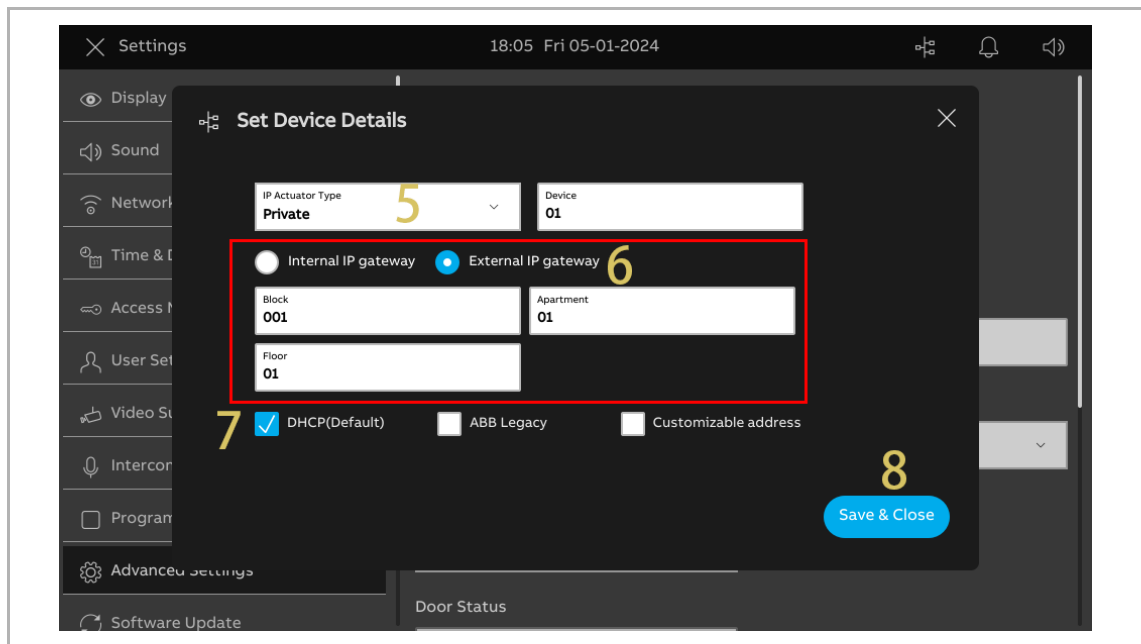 Settings
18:05 Fri 05-01-2024
Display
Sound
Network
Time &
Access
User Set
Video
Intercom
Program
Advanced Settings
Software Update
Set Device Details
IP Actuator Type
Private
5
Device
01
Internal IP gateway
External IP gateway
6
Block
001
Apartment
01
Floor
01
7
DHCP(Default)
ABB Legacy
Customizable address
8
Save & Close
Door Status